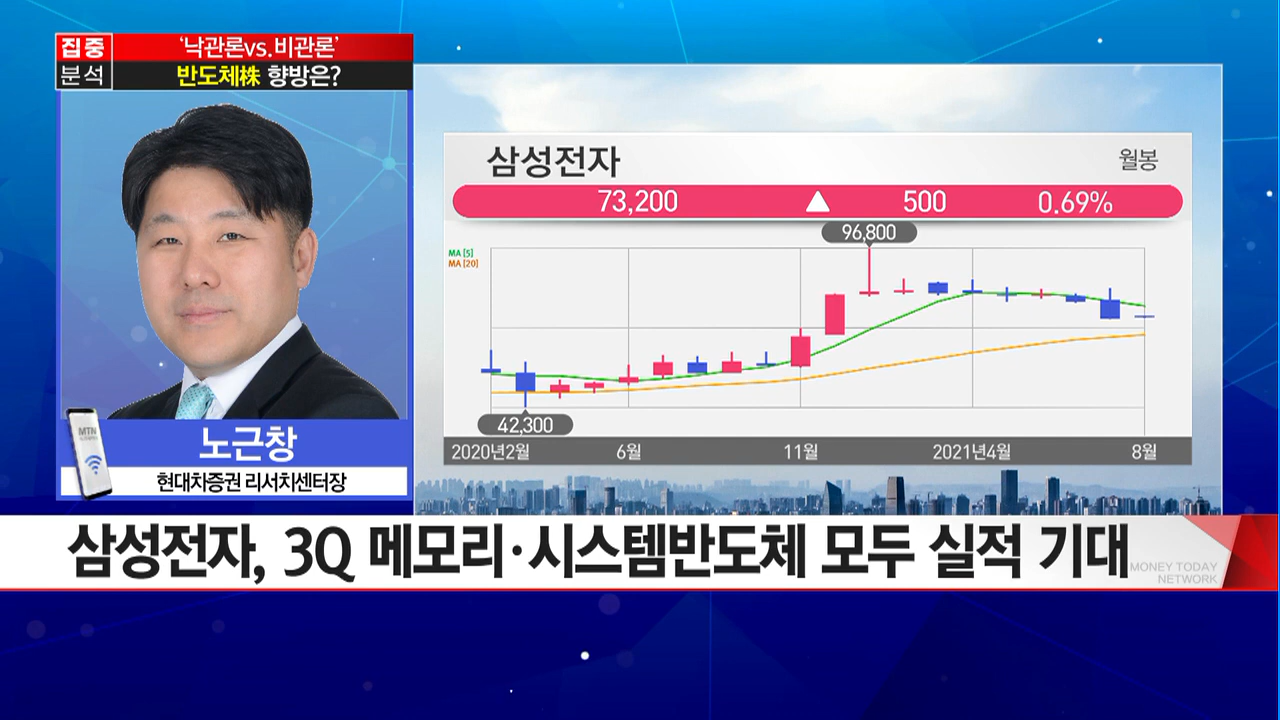 집중
분석
‘낙관론vs.비관론’
반도체株 향방은?
삼성전자
월봉
73,200 ▲ 500 0.69%
96,800
MA [5]
MA [20]
42,300
2020년2월 6월 11월 2021년4월 8월
MTN
노근창
현대차증권 리서치센터장
삼성전자, 3Q 메모리·시스템반도체 모두 실적 기대
MONEY TODAY
NETWORK